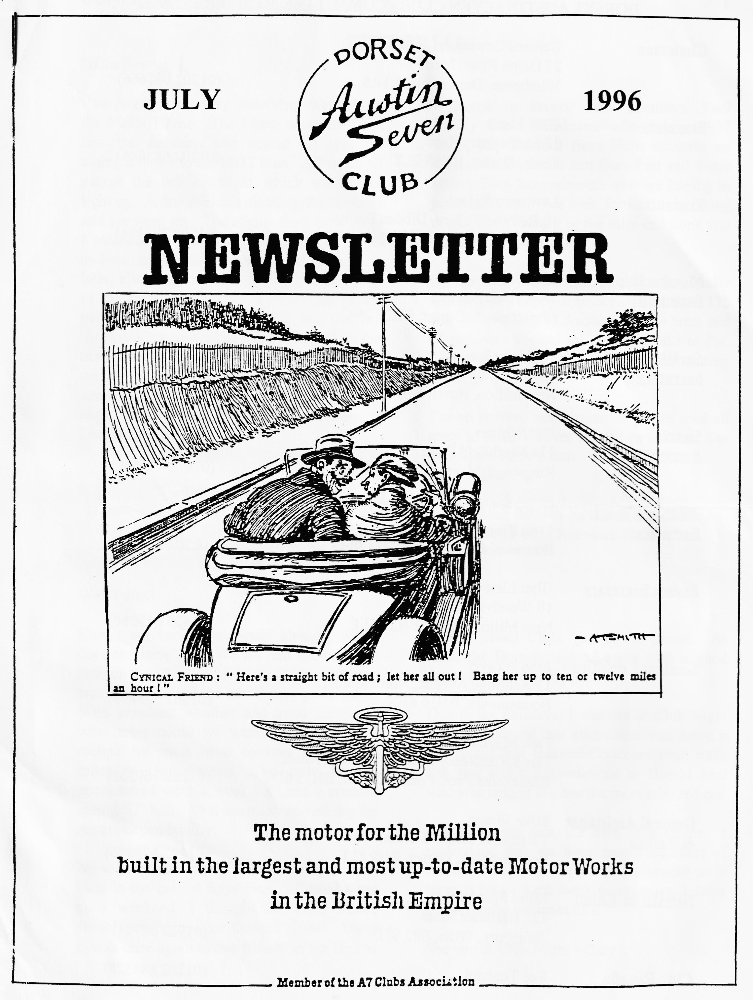 DORSET
Austin
Seven
CLUB
JULY
1996
NEWSLETTER
- ATSMITH
CYNICAL FRIEND : " Here's a straight bit of road ; let her all out ! Bang her up to ten or twelve miles
an hour ! "
The motor for the Million
built in the largest and most up-to-date Motor Works
in the British Empire
Member of the A7 Clubs Association